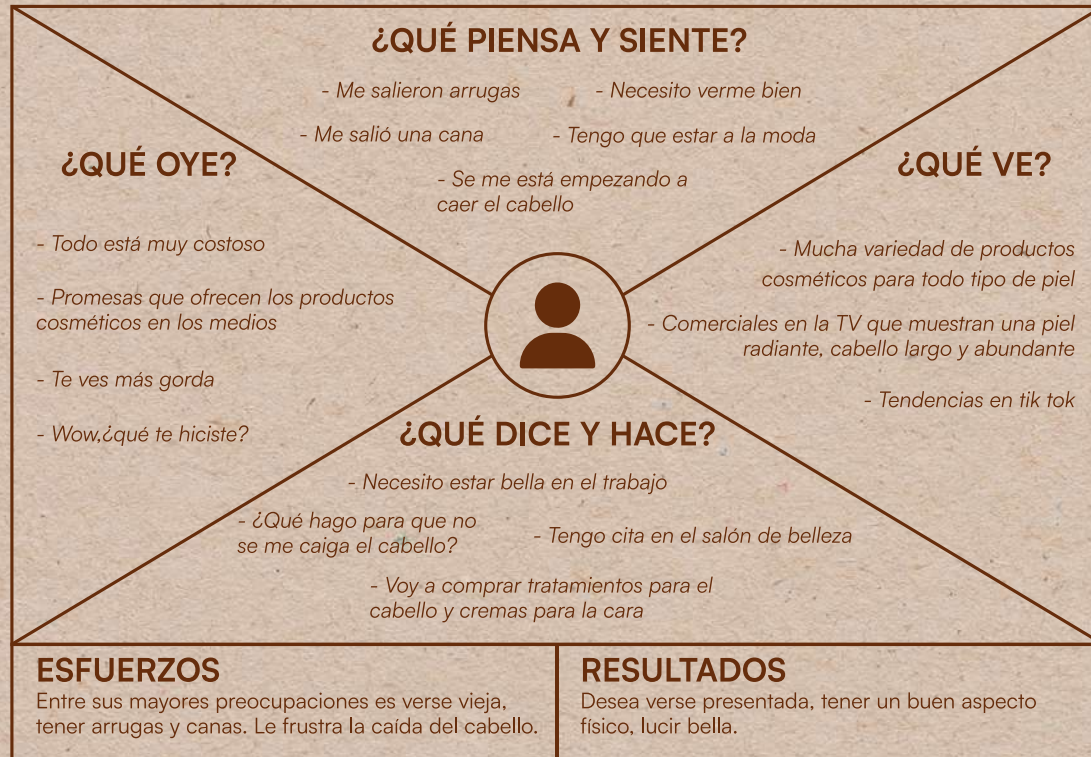 ¿QUÉ PIENSA Y SIENTE?
- Me salieron arrugas
- Necesito verme bien
- Me salió una cana
- Tengo que estar a la moda
- Se me está empezando a
caer el cabello
¿QUÉ OYE?
- Todo está muy costoso
- Promesas que ofrecen los productos
cosméticos en los medios
- Te ves más gorda
- Wow,¿qué te hiciste?
¿QUÉ VE?
- Mucha variedad de productos
cosméticos para todo tipo de piel
- Comerciales en la TV que muestran una piel
radiante, cabello largo y abundante
- Tendencias en tik tok
¿QUÉ DICE Y HACE?
- Necesito estar bella en el trabajo
- ¿Qué hago para que no
se me caiga el cabello?
- Tengo cita en el salón de belleza
- Voy a comprar tratamientos para el
cabello y cremas para la cara
ESFUERZOS
Entre sus mayores preocupaciones es verse vieja,
tener arrugas y canas. Le frustra la caída del cabello.
RESULTADOS
Desea verse presentada, tener un buen aspecto
físico, lucir bella.